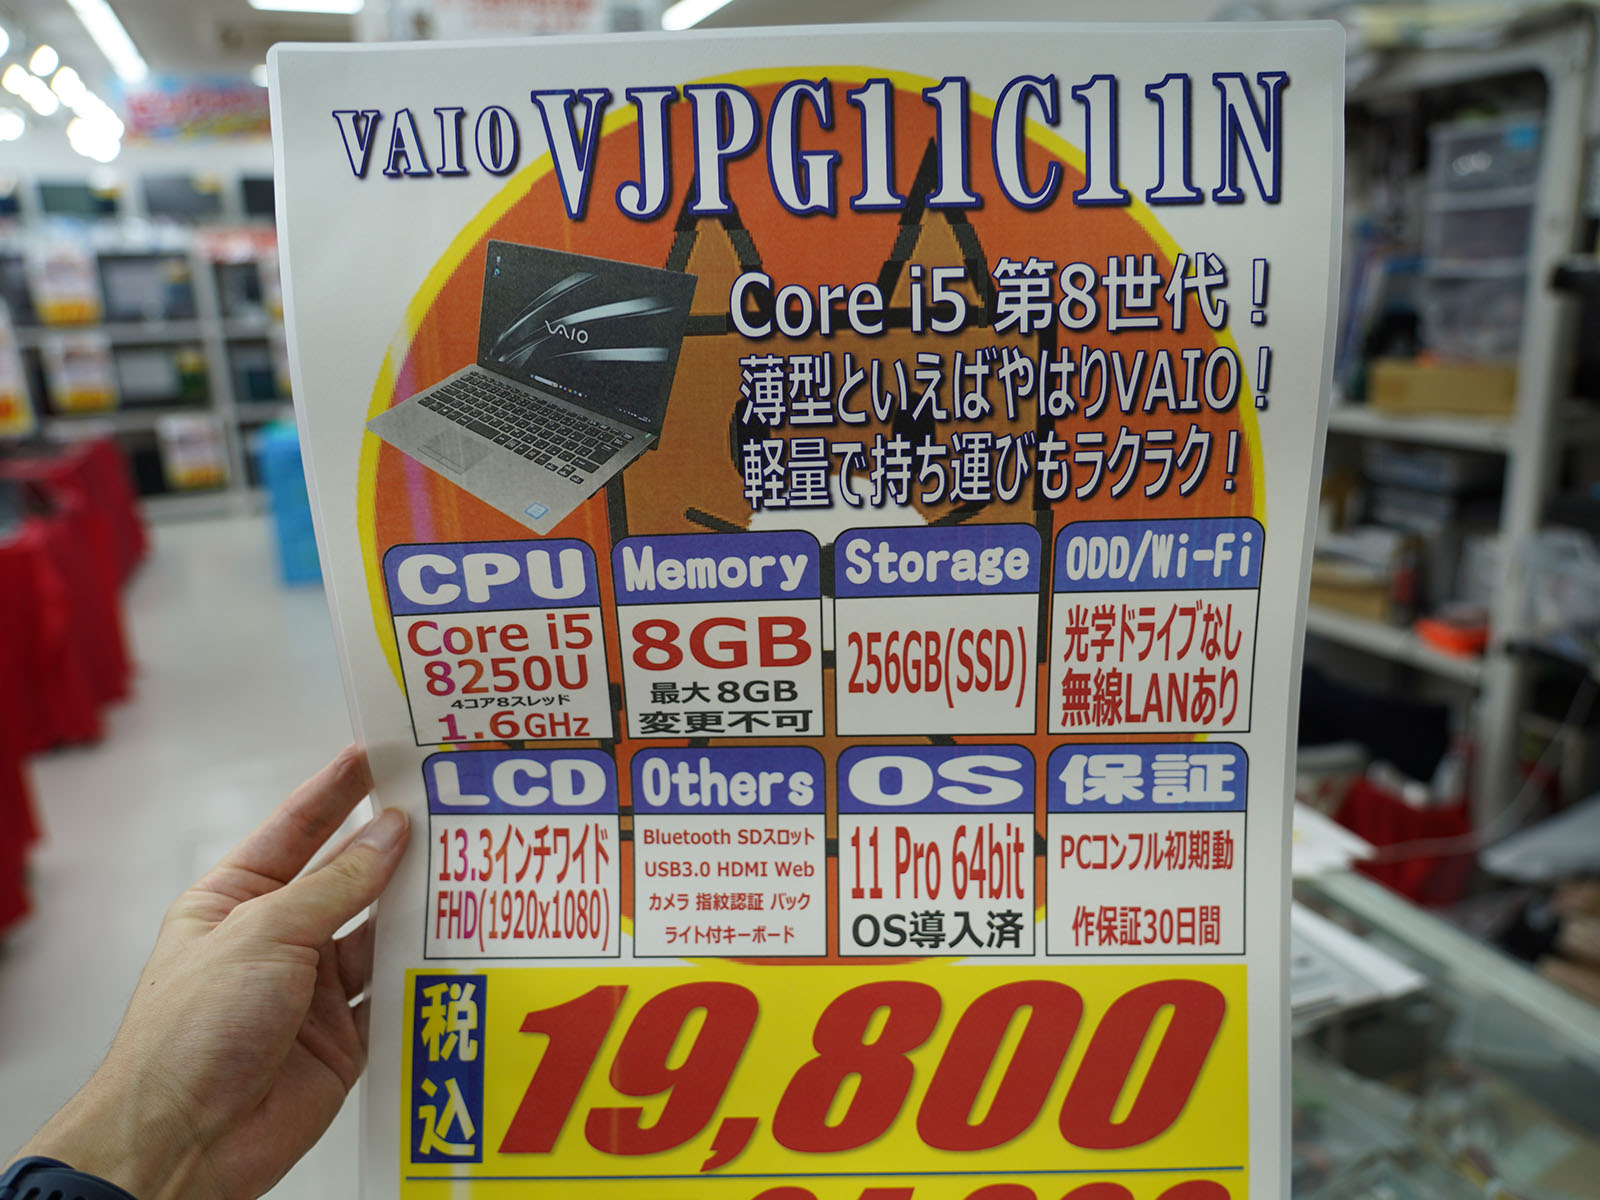 VAIO VJPG11C11N
VAIO
Core i5 第8世代！
薄型といえばやはりVAIO！
軽量で持ち運びもラクラク！
CPU
Core i5
8250U
4コア8スレッド
1.6GHz
Memory
8GB
最大 8GB
変更不可
Storage
256GB(SSD)
ODD/Wi-Fi
光学ドライブなし
無線LANあり
LCD
13.3インチワイド
FHD(1920x1080)
Others
Bluetooth SDスロット
USB3.0 HDMI Web
カメラ 指紋認証 バック
ライト付キーボード
OS
11 Pro 64bit
OS導入済
保証
PCコンフル初期動
作保証30日間
税込
19,800